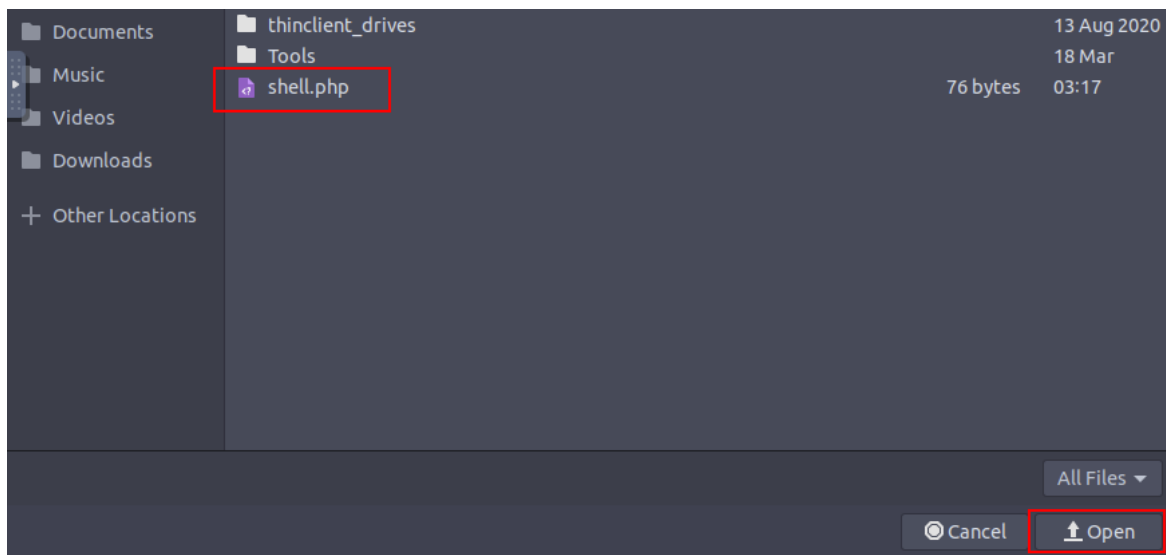 Documents
Music
Videos
Downloads
+ Other Locations
thinclient_drives 13 Aug 2020
Tools 18 Mar
shell.php 76 bytes 03:17
All Files
Cancel Open